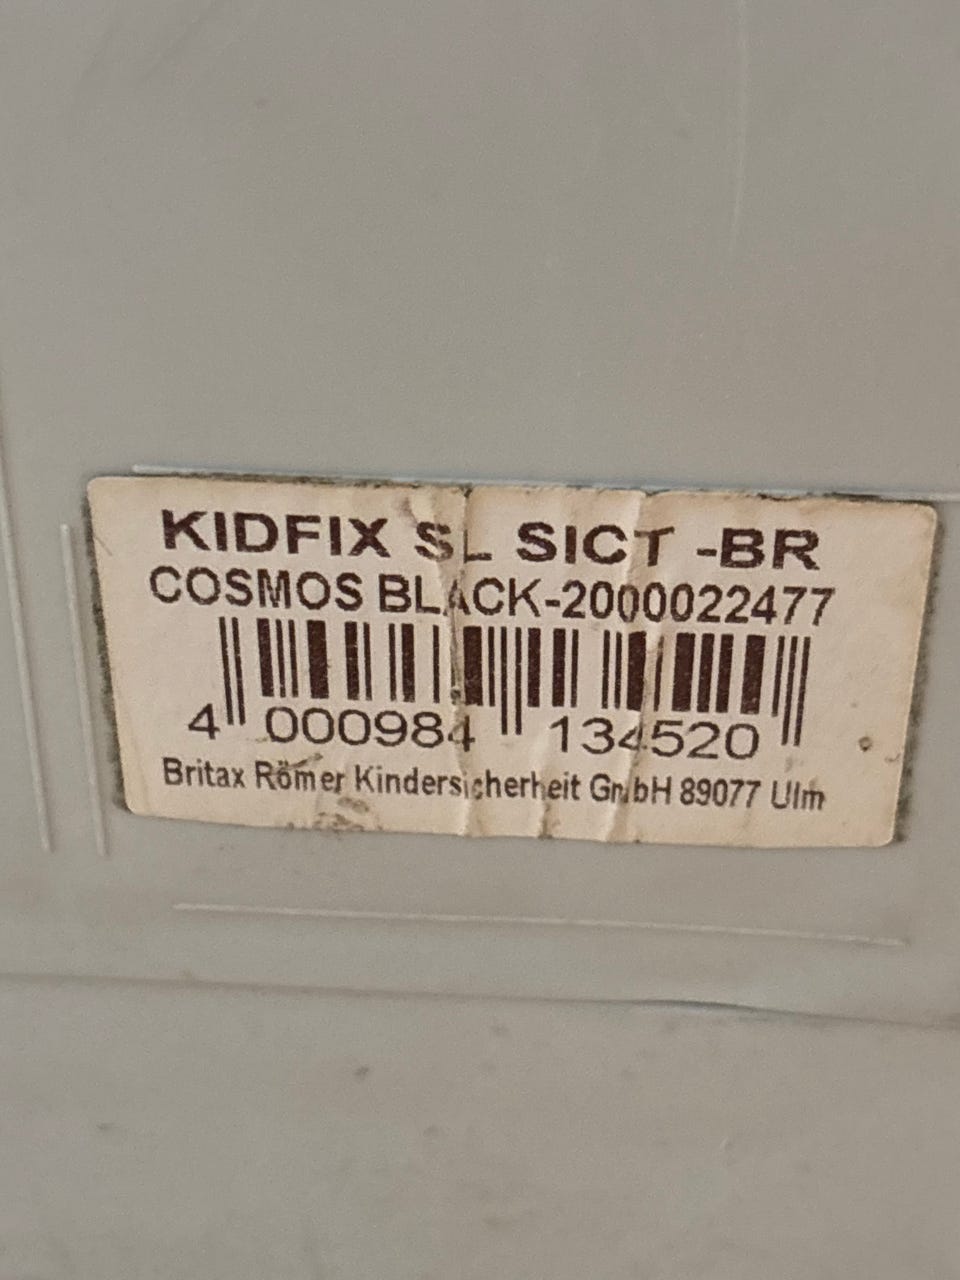 KIDFIX SL SICT -BR
COSMOS BLACK-2000022477
4 000984 134520
Britax Römer Kindersicherheit GmbH 89077 Ulm